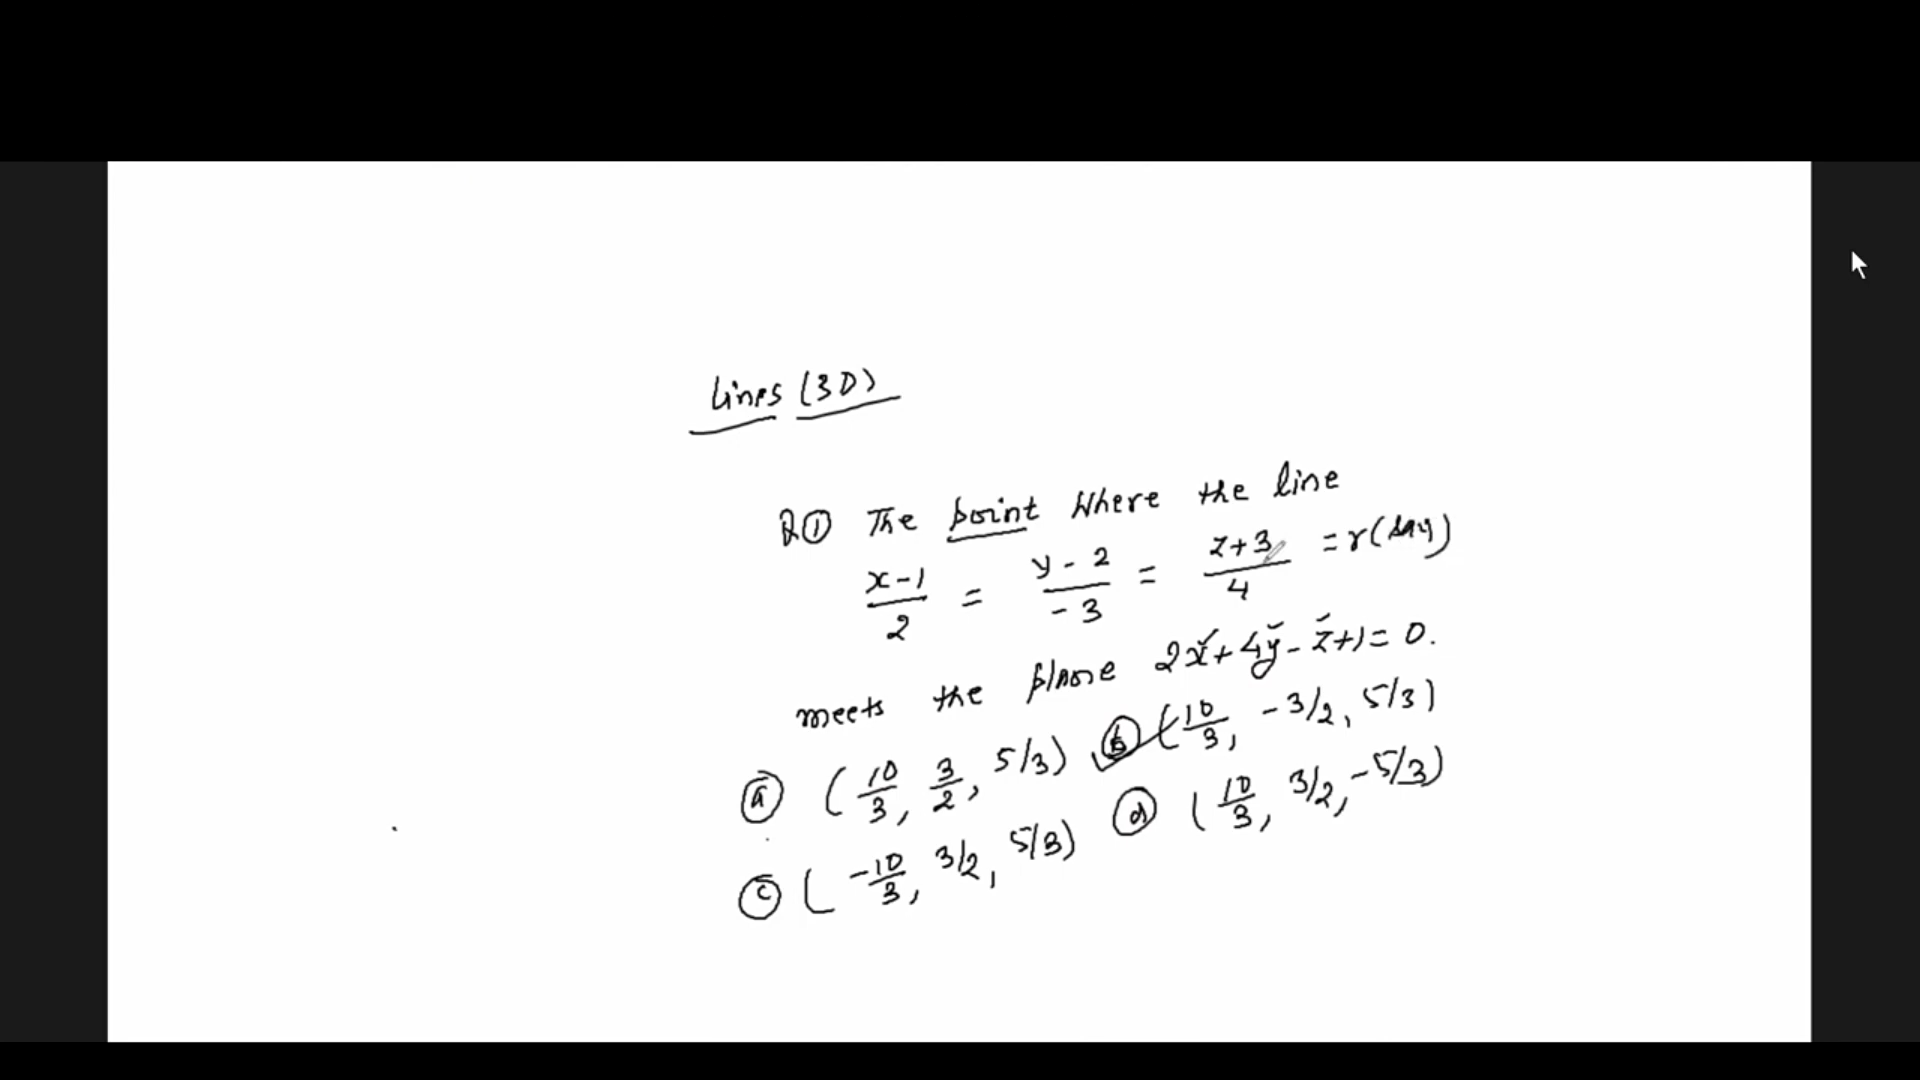 Lines (3D)
Q① The point where the line
x-1/2 = y-2/-3 = z+3/4 = r(say)
meets the plane 2x+4y-z+1=0.
ⓐ (10/3, 3/2, 5/3) ⓑ (10/3, -3/2, 5/3)
ⓒ ( -10/3, 3/2, 5/3) ⓓ (10/3, 3/2, -5/3)